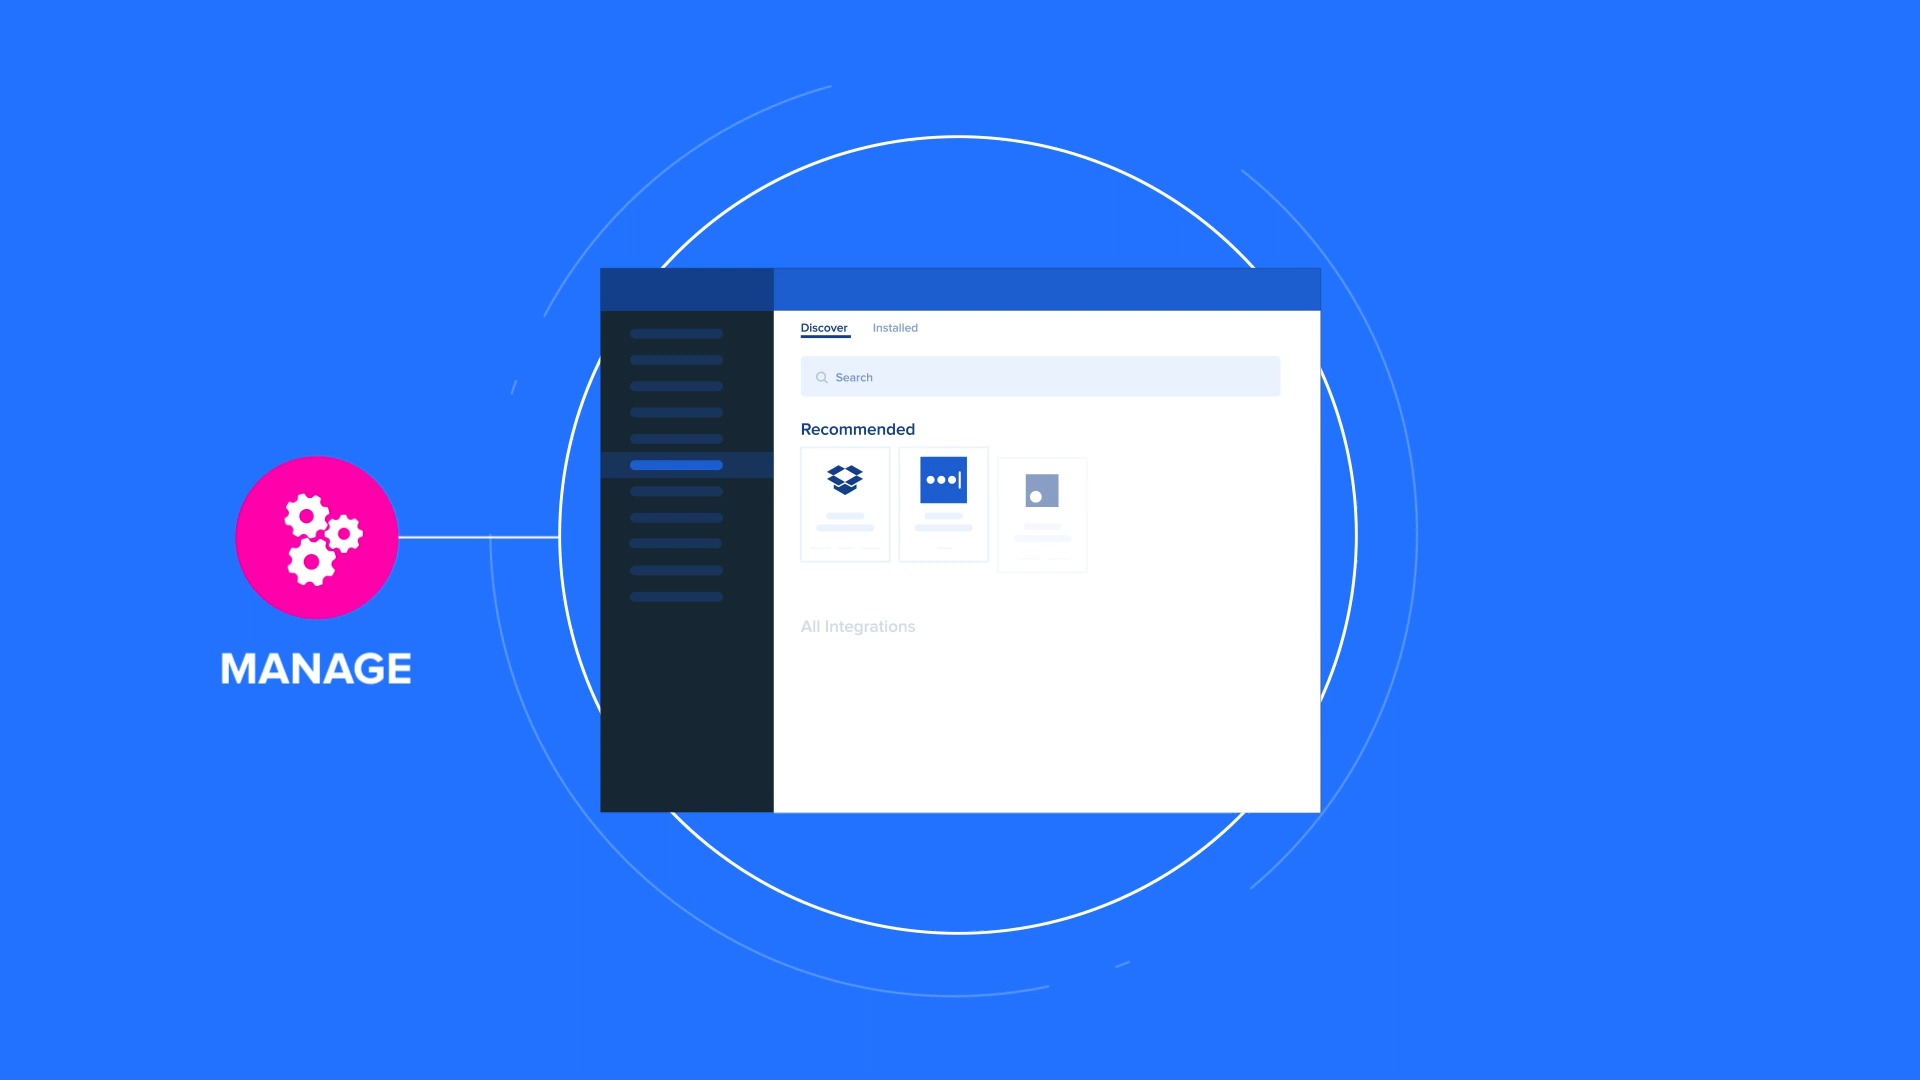 Discover Installed
Search
Recommended
All Integrations
MANAGE